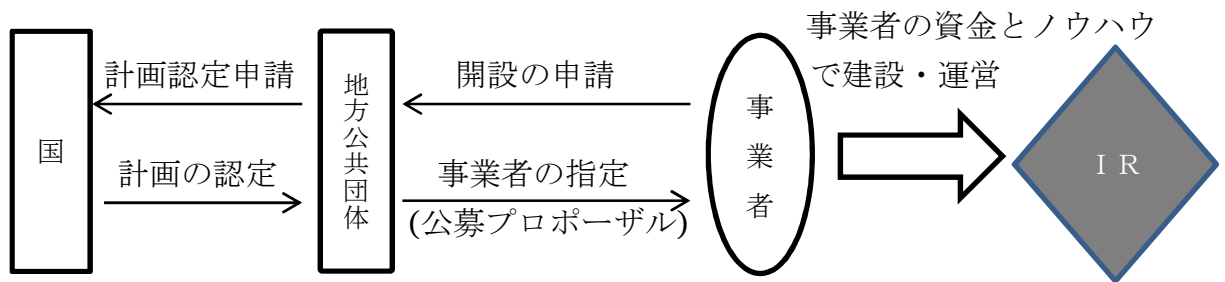 事業者の資金とノウハウ
で建設・運営
国
計画認定申請
計画の認定
地方公共団体
開設の申請
事業者の指定
(公募プロポーザル)
事業者
ＩＲ